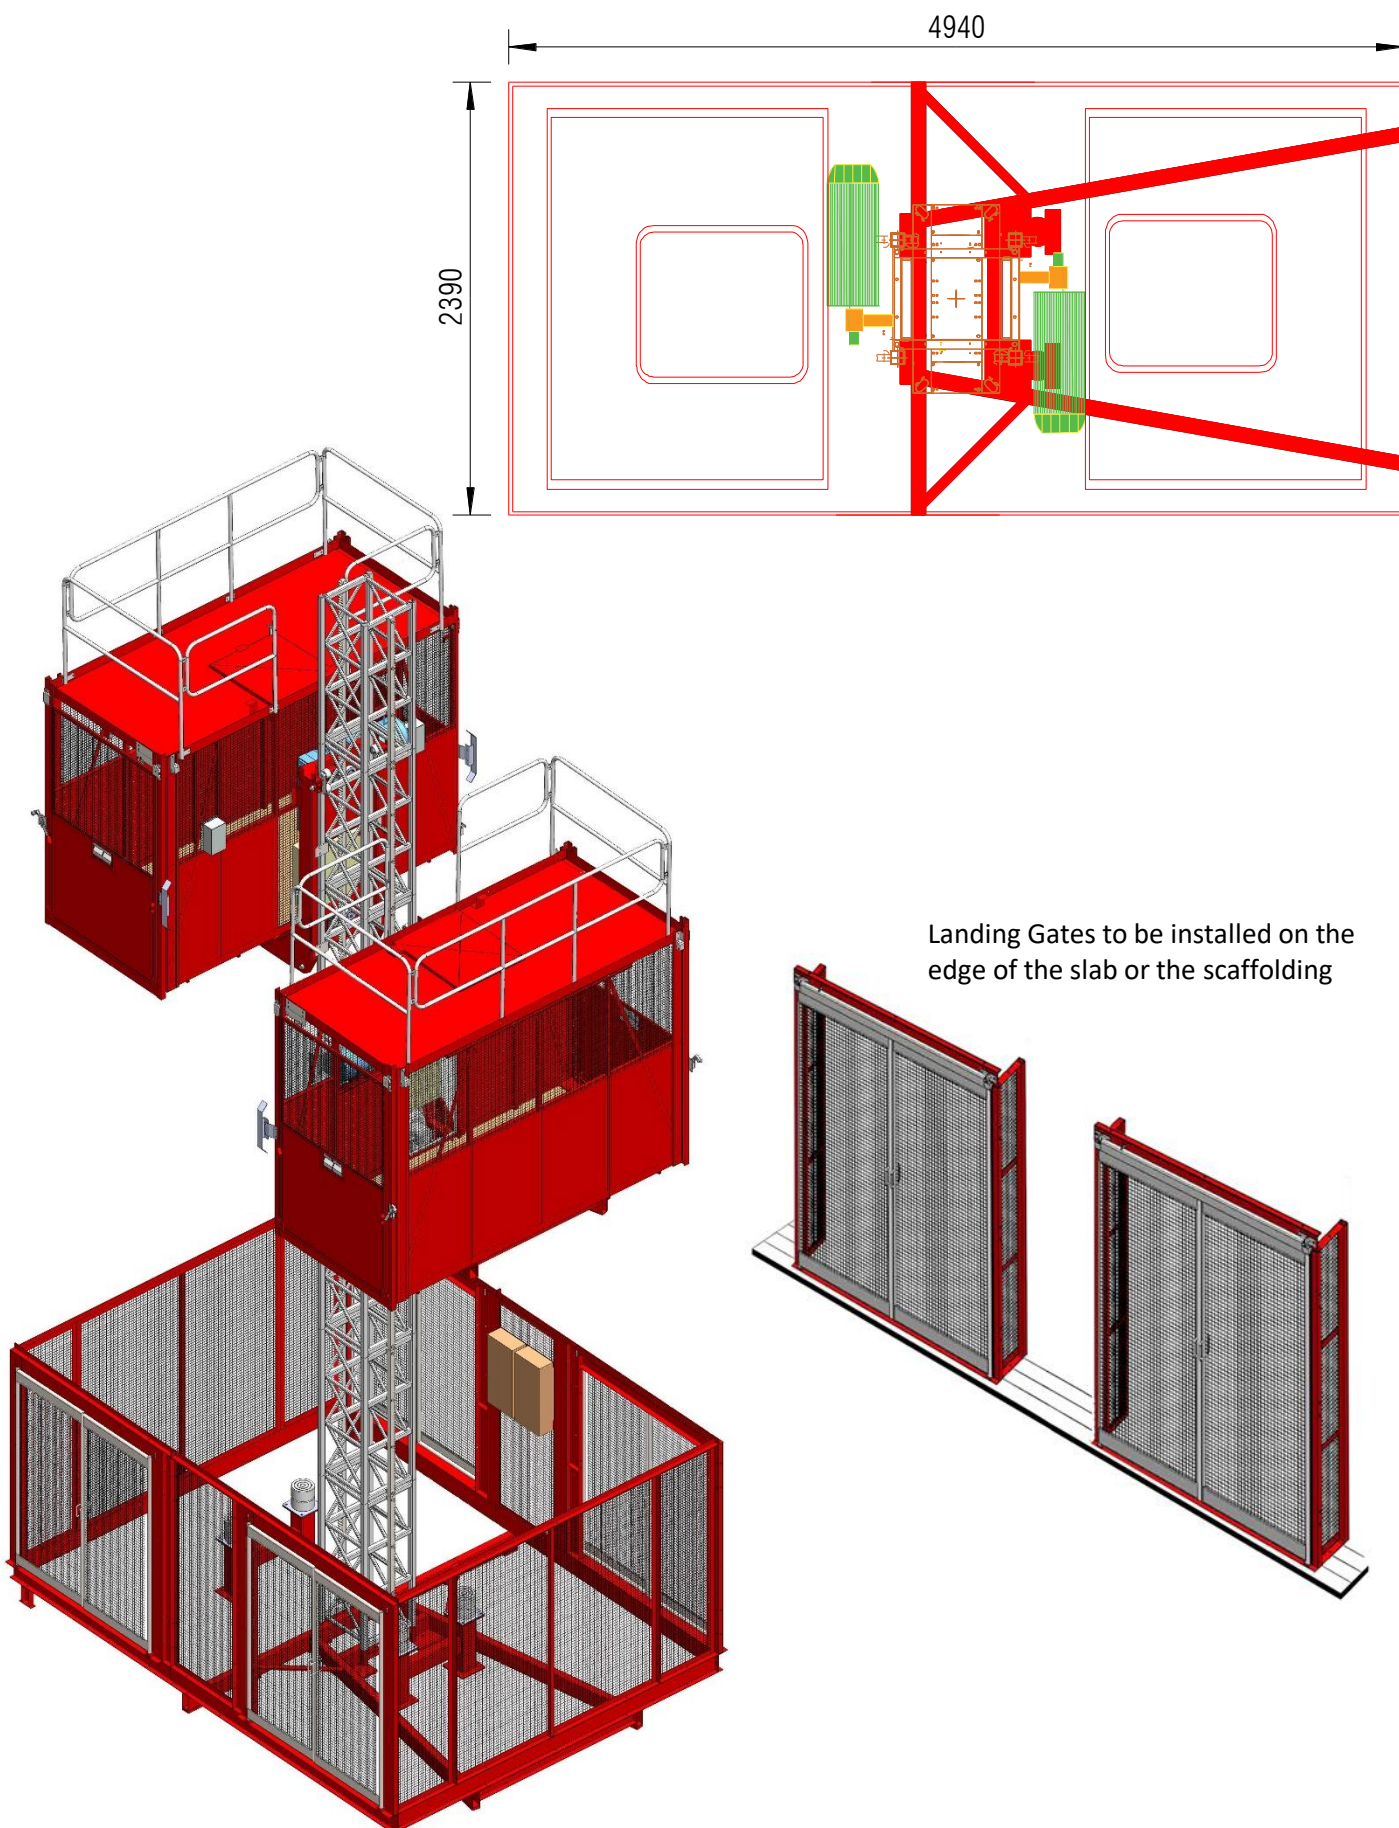 4940
2390
Landing Gates to be installed on the
edge of the slab or the scaffolding